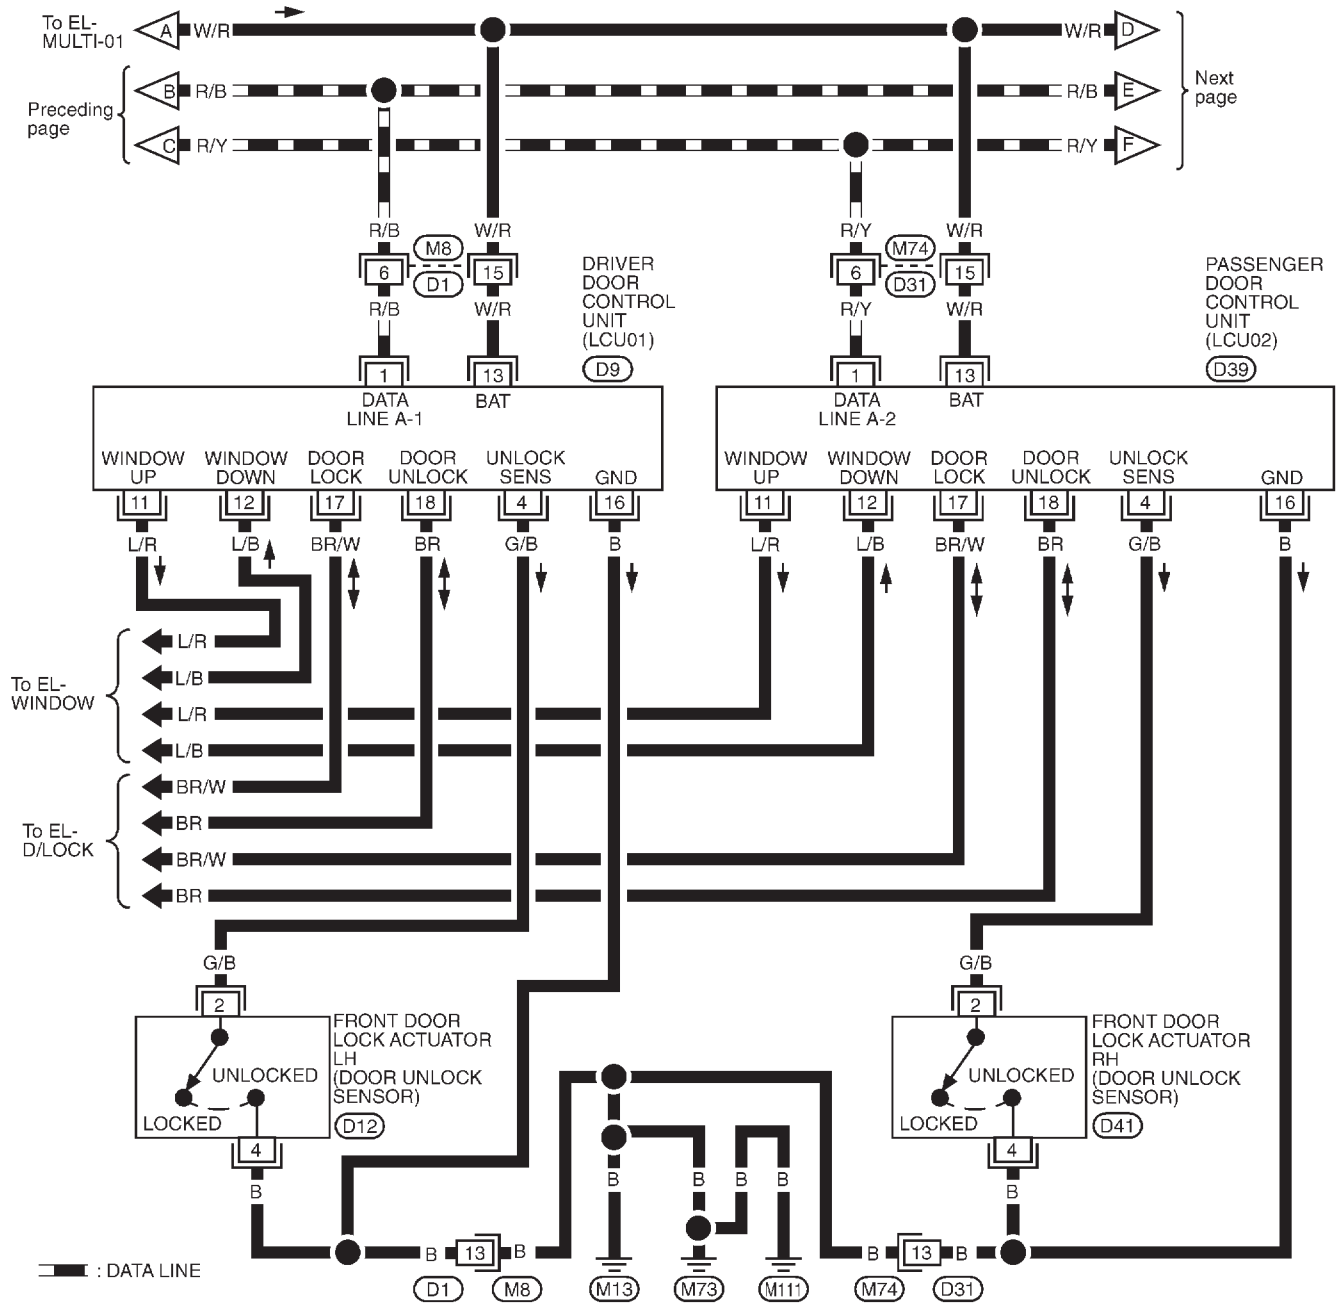 To EL-
MULTI-01
A
W/R
W/R
D
Preceding
page
B
R/B
R/B
E
Next
page
C
R/Y
R/Y
F
R/B
W/R
R/Y
W/R
M8
M74
6
15
6
15
D1
D31
R/B
W/R
R/Y
W/R
DRIVER
DOOR
CONTROL
UNIT
(LCU01)
D9
PASSENGER
DOOR
CONTROL
UNIT
(LCU02)
D39
1
13
1
13
DATA
LINE A-1
BAT
DATA
LINE A-2
BAT
WINDOW
UP
WINDOW
DOWN
DOOR
LOCK
DOOR
UNLOCK
UNLOCK
SENS
GND
WINDOW
UP
WINDOW
DOWN
DOOR
LOCK
DOOR
UNLOCK
UNLOCK
SENS
GND
11
12
17
18
4
16
11
12
17
18
4
16
L/R
L/B
BR/W
BR
G/B
B
L/R
L/B
BR/W
BR
G/B
B
To EL-
WINDOW
L/R
L/B
L/R
L/B
To EL-
D/LOCK
BR/W
BR
BR/W
BR
G/B
G/B
2
2
FRONT DOOR
LOCK ACTUATOR
LH
(DOOR UNLOCK
SENSOR)
D12
UNLOCKED
LOCKED
FRONT DOOR
LOCK ACTUATOR
RH
(DOOR UNLOCK
SENSOR)
D41
UNLOCKED
LOCKED
4
4
B
B
B
B
B
B
B
13
B
B
13
B
D1
M8
M13
M73
M111
M74
D31
: DATA LINE